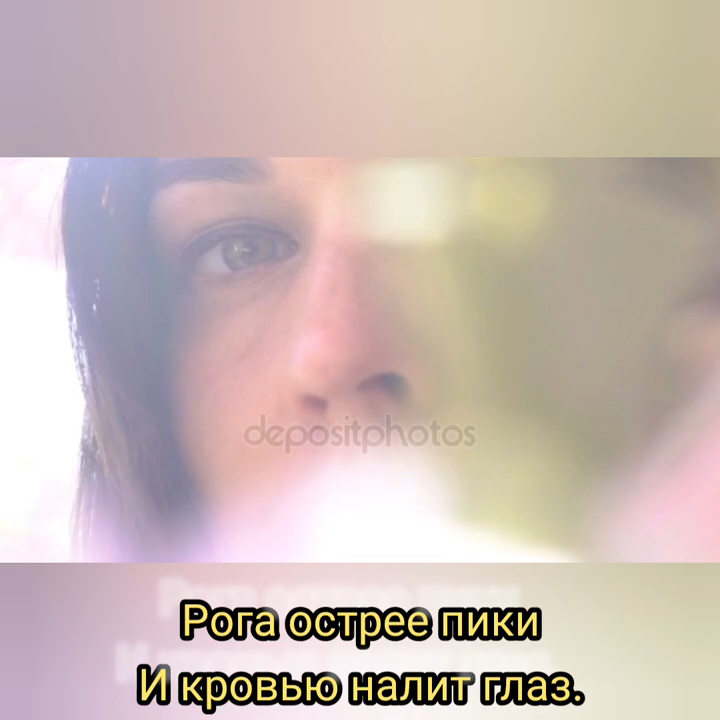 depositphotos
Рога острее пики
И кровью налит глаз.